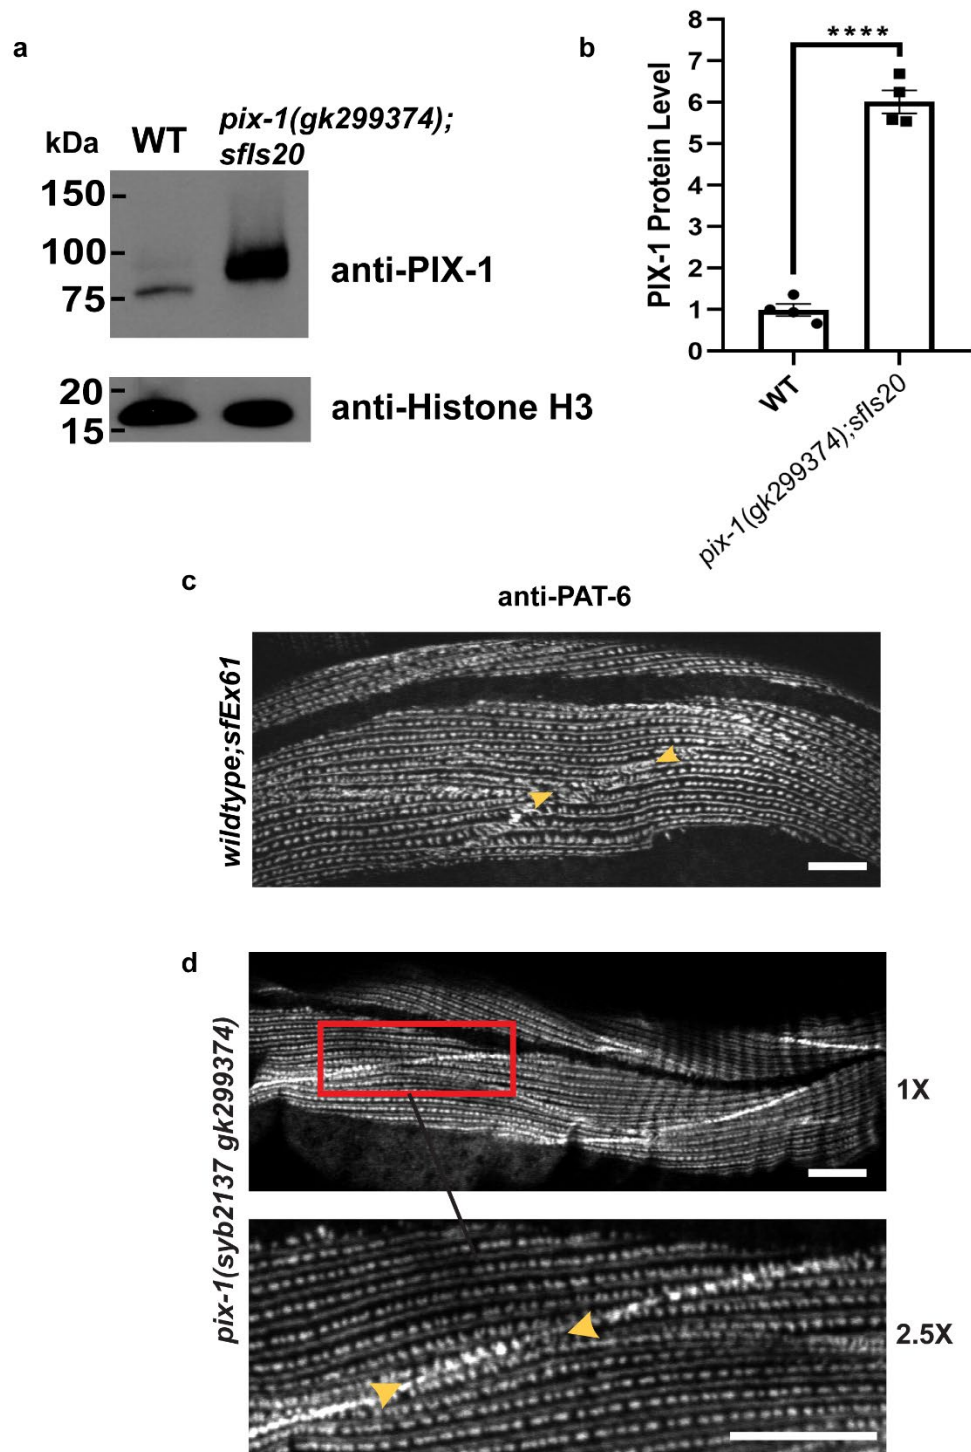 a
kDa
WT
pix-1(gk299374);
sfIs20
150
100
75
anti-PIX-1
20
15
anti-Histone H3
b
PIX-1 Protein Level
8
7
6
5
4
3
2
1
0
****
WT
pix-1(gk299374);sfIs20
c
anti-PAT-6
wildtype;sfEx61
d
pix-1(syb2137 gk299374)
1X
2.5X